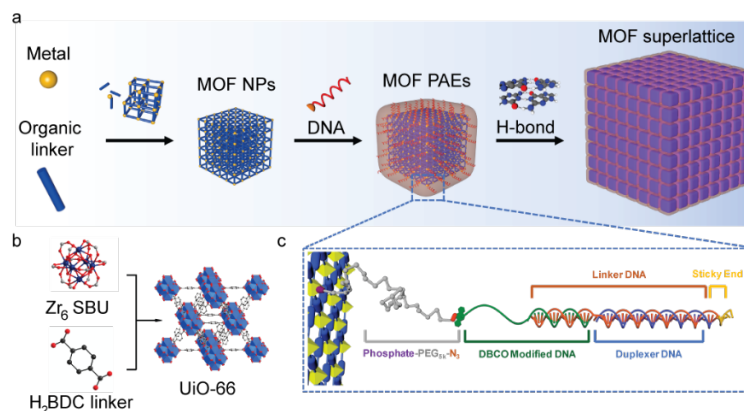 a
Metal
Organic
linker
MOF NPs
DNA
MOF PAEs
H-bond
MOF superlattice
b
Zr₆ SBU
H₂BDC linker
UiO-66
c
Linker DNA
Sticky End
Phosphate-PEG₅ₖ-N₃
DBCO Modified DNA
Duplexer DNA